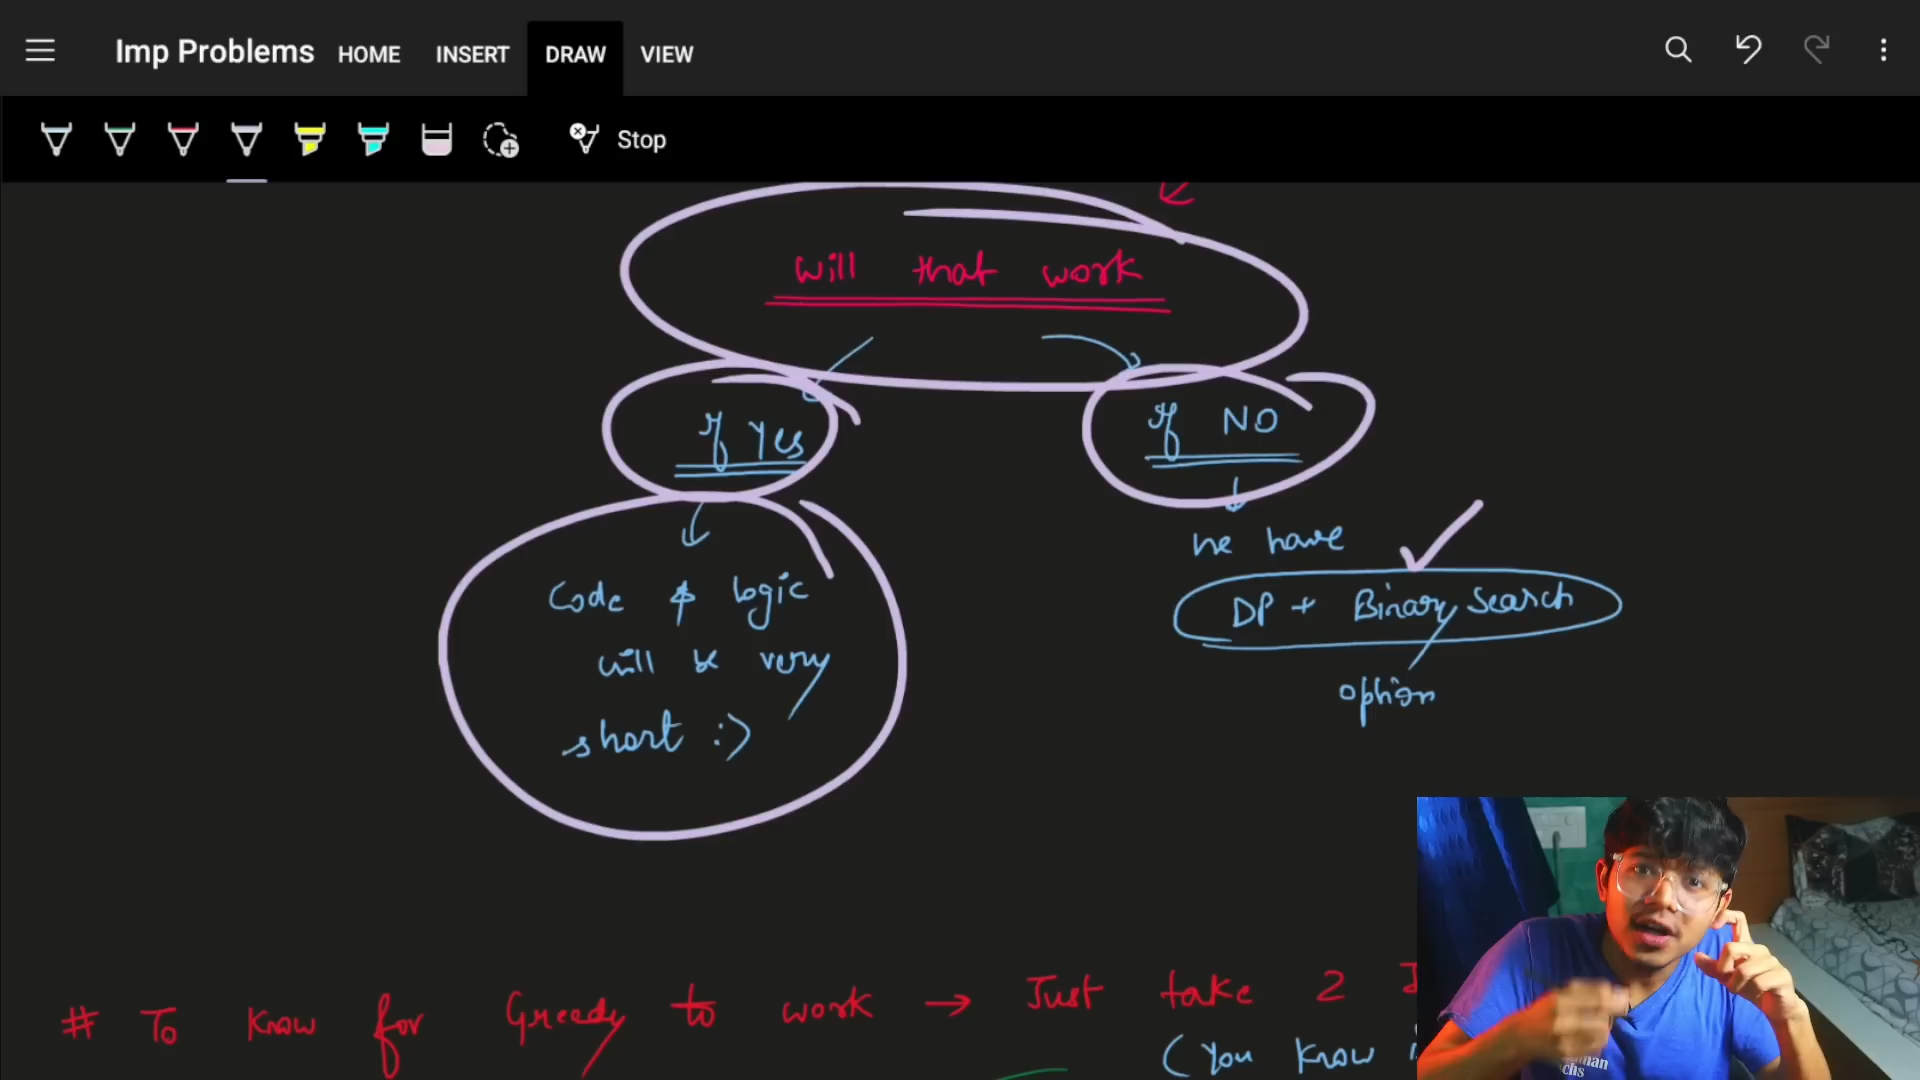 Imp Problems HOME INSERT DRAW VIEW
Stop
Will that work
If Yes
If NO
we have
DP + Binary Search
option
Code & logic
will be very
short :)
# To know for Greedy to work → Just take 2
(You know